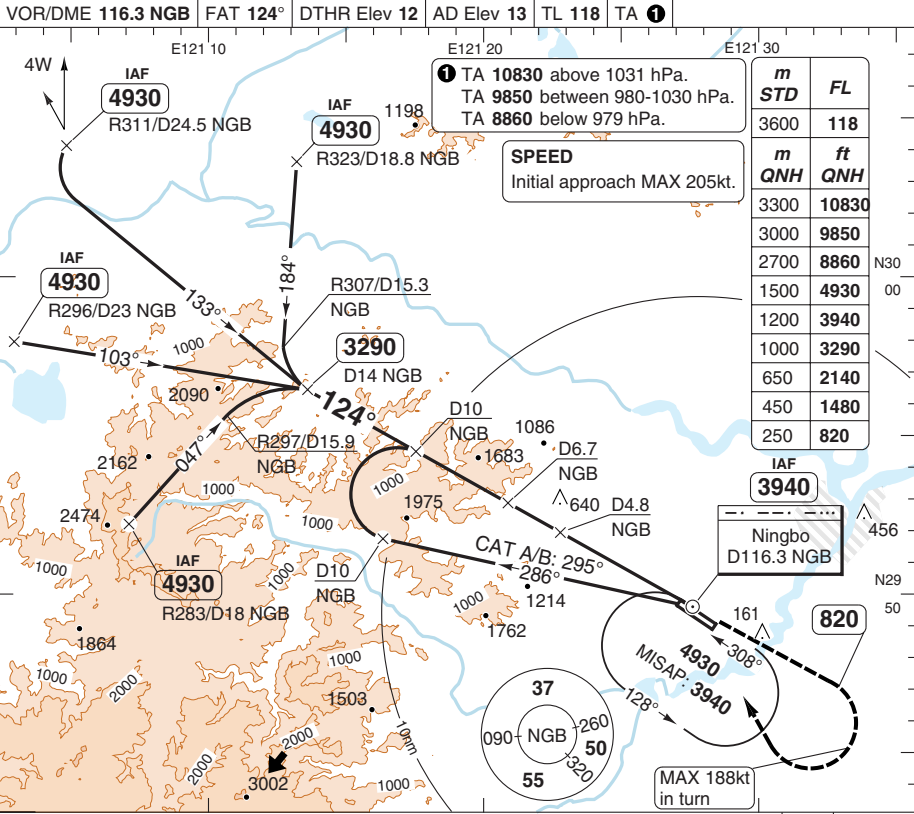 VOR/DME 116.3 NGB FAT 124° DTHR Elev 12 AD Elev 13 TL 118 TA 1
E121 10
E121 20
E121 30
4W
IAF
4930
R311/D24.5 NGB
IAF
4930
R323/D18.8 NGB
1198
1 TA 10830 above 1031 hPa.
TA 9850 between 980-1030 hPa.
TA 8860 below 979 hPa.
SPEED
Initial approach MAX 205kt.
m STD FL
3600 118
m QNH ft QNH
3300 10830
3000 9850
2700 8860
1500 4930
1200 3940
1000 3290
650 2140
450 1480
250 820
N30
00
IAF
4930
R296/D23 NGB
133°
184°
R307/D15.3
NGB
103°
1000
3290
D14 NGB
2090
124°
D10
NGB
1086
1683
D6.7
NGB
047°
R297/D15.9
NGB
2162
1000
1000
1975
640
D4.8
NGB
IAF
3940
Ningbo
D116.3 NGB
456
2474
1000
CAT A/B: 295°
286°
1000
IAF
4930
R283/D18 NGB
1000
D10
NGB
1214
1000
1762
N29
50
161
820
1864
308°
4930
MISAP: 3940
128°
1000
1000
2000
1503
10nm
37
090
NGB
260
50
320
55
2000
2000
3002
1000
MAX 188kt
in turn